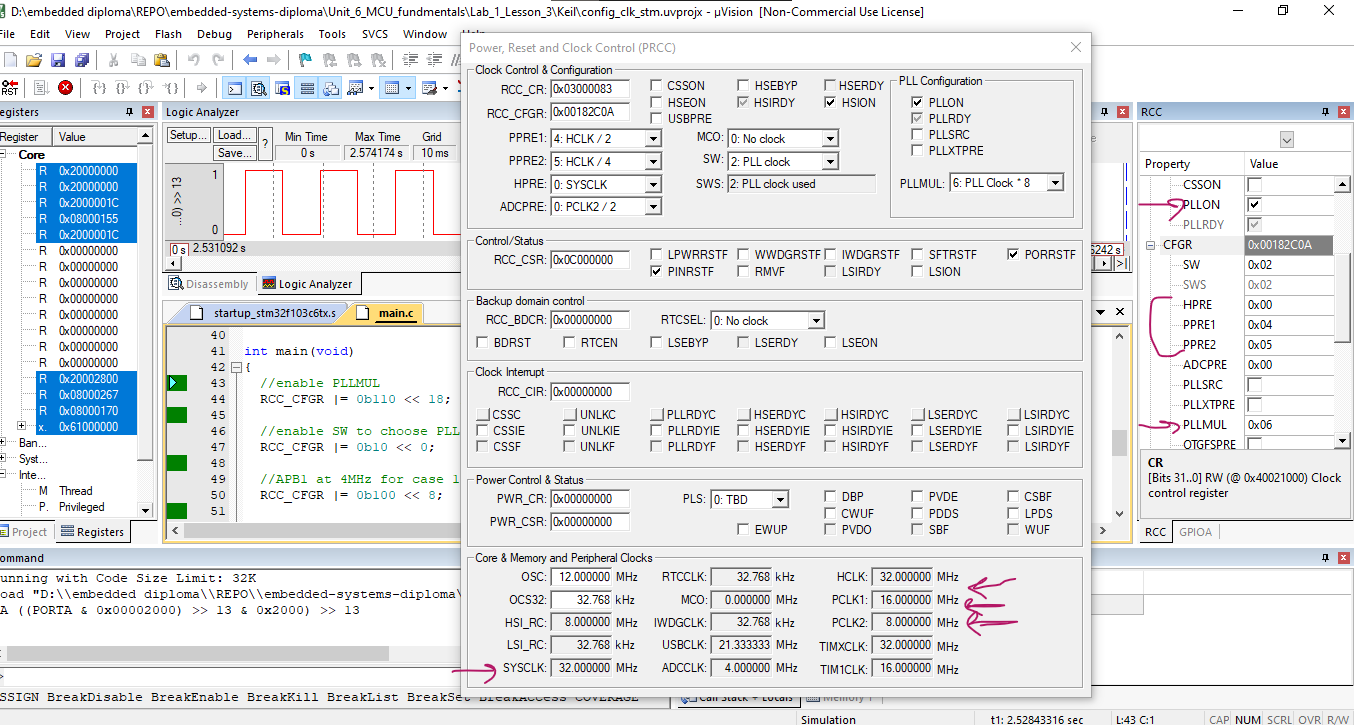 D:\embedded diploma\REPO\embedded-systems-diploma\Unit_6_MCU_fundmentals\Lab_1_Lesson_3\Keil\config_clk_stm.uvprojx - µVision [Non-Commercial Use License]
File Edit View Project Flash Debug Peripherals Tools SVCS Window
RST
Registers
Register Value
Core
R 0x20000000
R 0x20000000
R 0x2000001C
R 0x08000155
R 0x2000001C
R 0x00000000
R 0x00000000
R 0x00000000
R 0x00000000
R 0x00000000
R 0x00000000
R 0x00000000
R 0x00000000
R 0x20002800
R 0x08000267
R 0x08000170
x. 0x61000000
Ban...
Syst...
Inte...
M Thread
P. Privileged
Project Registers
Logic Analyzer
Setup... Load... Save... ?
Min Time Max Time Grid
0 s 2.574174 s 10 ms
...0) >> 13
1
0
0 s 2.531092 s
6242 s
Disassembly Logic Analyzer
startup_stm32f103c6tx.s main.c
40
41 int main(void)
42 {
43 //enable PLLMUL
44 RCC_CFGR |= 0b110 << 18;
45
46 //enable SW to choose PLL
47 RCC_CFGR |= 0b10 << 0;
48
49 //APB1 at 4MHz for case 1
50 RCC_CFGR |= 0b100 << 8;
51
Power, Reset and Clock Control (PRCC)
Clock Control & Configuration
RCC_CR: 0x03000083 CSSON HSEBYP HSERDY
HSEON HSIRDY HSION
RCC_CFGR: 0x00182C0A USBPRE
PPRE1: 4: HCLK / 2 MCO: 0: No clock
PPRE2: 5: HCLK / 4 SW: 2: PLL clock
HPRE: 0: SYSCLK SWS: 2: PLL clock used
ADCPRE: 0: PCLK2 / 2
PLL Configuration
PLLON
PLLRDY
PLLSRC
PLLXTPRE
PLLMUL: 6: PLL Clock * 8
Control/Status
RCC_CSR: 0x0C000000 LPWRRSTF WWDGRSTF IWDGRSTF SFTRSTF PORRSTF
PINRSTF RMVF LSIRDY LSION
Backup domain control
RCC_BDCR: 0x00000000 RTCSEL: 0: No clock
BDRST RTCEN LSEBYP LSERDY LSEON
Clock Interrupt
RCC_CIR: 0x00000000
CSSC UNLKC PLLRDYC HSERDYC HSIRDYC LSERDYC LSIRDYC
CSSIE UNLKIE PLLRDYIE HSERDYIE HSIRDYIE LSERDYIE LSIRDYIE
CSSF UNLKF PLLRDYF HSERDYF HSIRDYF LSERDYF LSIRDYF
Power Control & Status
PWR_CR: 0x00000000 PLS: 0: TBD DBP PVDE CSBF
CWUF PDDS LPDS
PWR_CSR: 0x00000000 EWUP PVDO SBF WUF
Core & Memory and Peripheral Clocks
OSC: 12.000000 MHz RTCCLK: 32.768 kHz HCLK: 32.000000 MHz
OCS32: 32.768 kHz MCO: 0.000000 MHz PCLK1: 16.000000 MHz
HSI_RC: 8.000000 MHz IWDGCLK: 32.768 kHz PCLK2: 8.000000 MHz
LSI_RC: 32.768 kHz USBCLK: 21.333333 MHz TIMXCLK: 32.000000 MHz
SYSCLK: 32.000000 MHz ADCCLK: 4.000000 MHz TIM1CLK: 16.000000 MHz
RCC
Property Value
CSSON
PLLON
PLLRDY
CFGR 0x00182C0A
SW 0x02
SWS 0x02
HPRE 0x00
PPRE1 0x04
PPRE2 0x05
ADCPRE 0x00
PLLSRC
PLLXTPRE
PLLMUL 0x06
OTGFSPRE
CR
[Bits 31..0] RW (@ 0x40021000) Clock
control register
RCC GPIOA
Command
Running with Code Size Limit: 32K
Load "D:\\embedded diploma\\REPO\\embedded-systems-diploma\
LA ((PORTA & 0x00002000) >> 13 & 0x2000) >> 13
>
ASSIGN BreakDisable BreakEnable BreakKill BreakList BreakSet BreakAccess COVERAGE
Call Stack + Locals Memory 1
Simulation t1: 2.52843316 sec L:43 C:1 CAP NUM SCRL OVR R/W